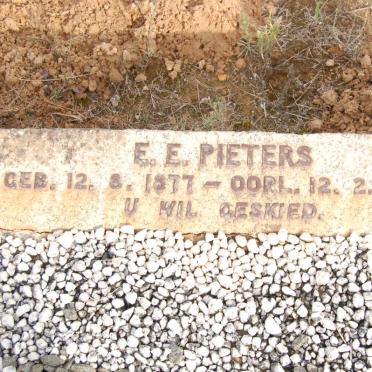 E. E. PIETERS
GEB. 12. 8. 1877 – OORL. 12. 2.
U WIL GESKIED.